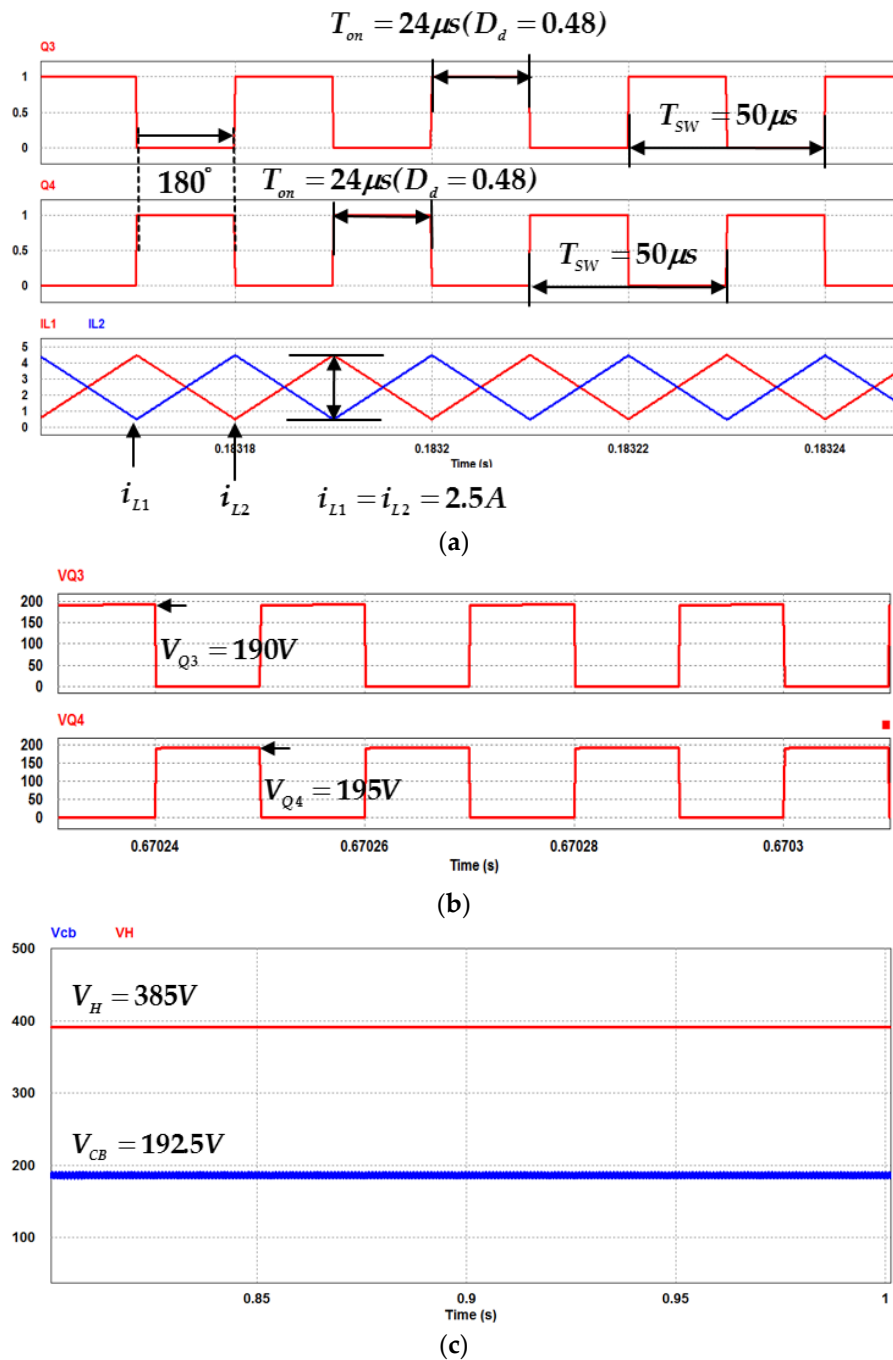 T_on = 24μs(D_d = 0.48)
Q3
1
0.5
0
T_SW = 50μs
180°
T_on = 24μs(D_d = 0.48)
Q4
1
0.5
0
T_SW = 50μs
IL1 IL2
5
4
3
2
1
0
0.18318 0.1832 0.18322 0.18324
Time (s)
i_L1 i_L2 i_L1 = i_L2 = 2.5A
(a)
VQ3
200
150
100
50
0
V_Q3 = 190V
VQ4
200
150
100
50
0
V_Q4 = 195V
0.67024 0.67026 0.67028 0.6703
Time (s)
(b)
Vcb VH
500
V_H = 385V
400
300
V_CB = 192.5V
200
100
0.85 0.9 0.95 1
Time (s)
(c)